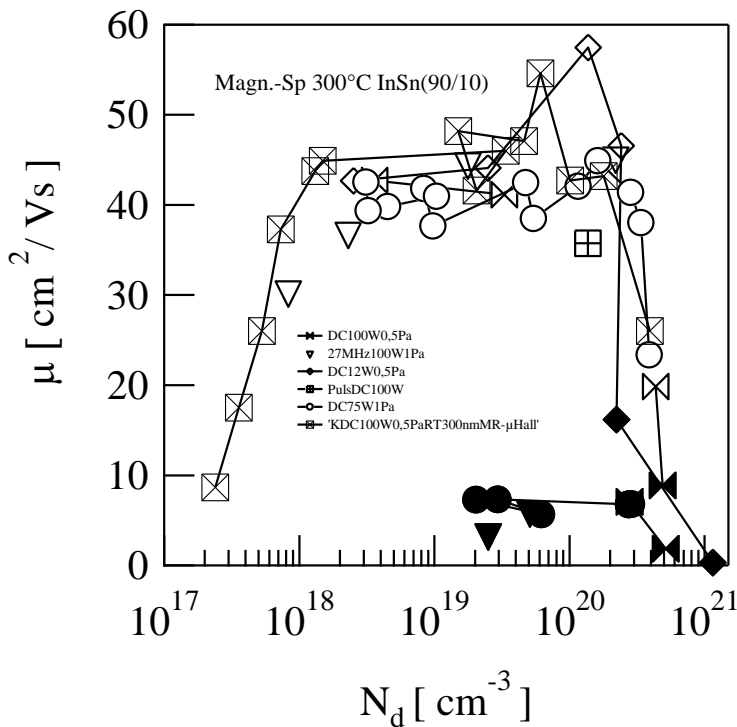 60
Magn.-Sp 300°C InSn(90/10)
50
40
30
20
10
0
μ [ cm²/ Vs]
DC100W0,5Pa
27MHz100W1Pa
DC12W0,5Pa
PulsDC100W
DC75W1Pa
'KDC100W0,5PaRT300nmMR-μHall'
10¹⁷ 10¹⁸ 10¹⁹ 10²⁰ 10²¹
N_d [ cm⁻³ ]